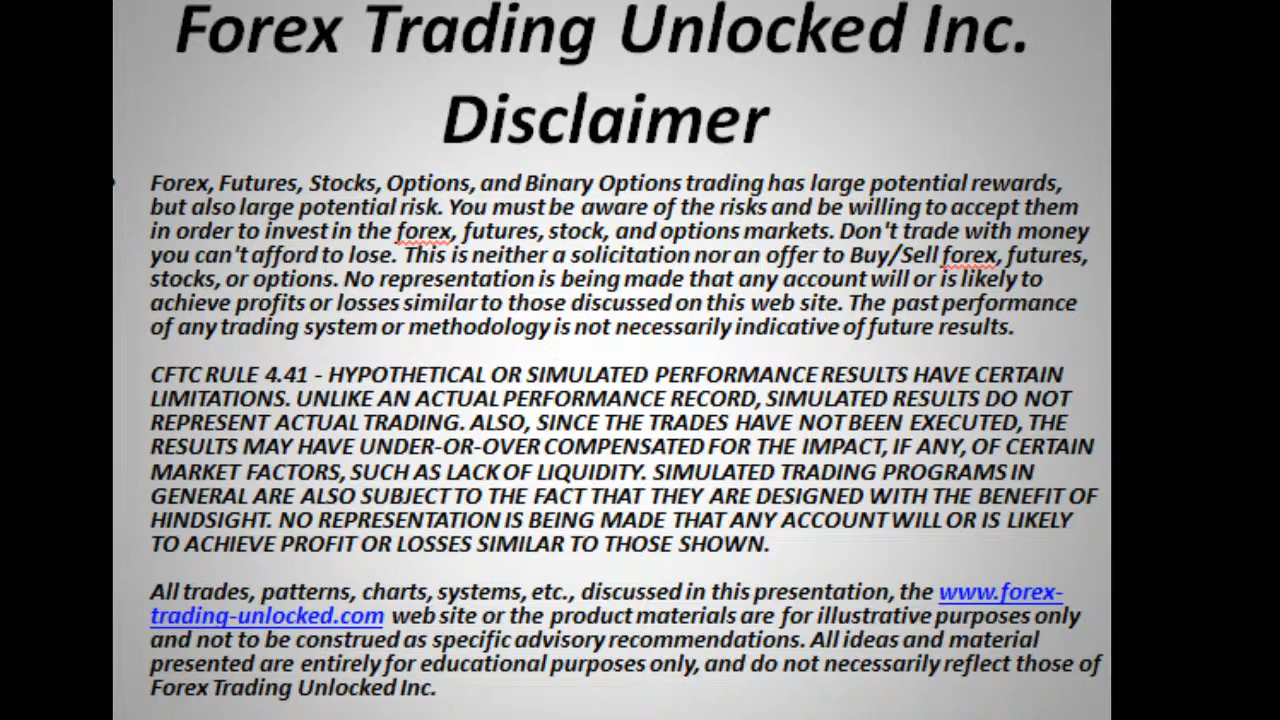 Forex Trading Unlocked Inc.
Disclaimer
Forex, Futures, Stocks, Options, and Binary Options trading has large potential rewards,
but also large potential risk. You must be aware of the risks and be willing to accept them
in order to invest in the forex, futures, stock, and options markets. Don't trade with money
you can't afford to lose. This is neither a solicitation nor an offer to Buy/Sell forex, futures,
stocks, or options. No representation is being made that any account will or is likely to
achieve profits or losses similar to those discussed on this web site. The past performance
of any trading system or methodology is not necessarily indicative of future results.
CFTC RULE 4.41 - HYPOTHETICAL OR SIMULATED PERFORMANCE RESULTS HAVE CERTAIN
LIMITATIONS. UNLIKE AN ACTUAL PERFORMANCE RECORD, SIMULATED RESULTS DO NOT
REPRESENT ACTUAL TRADING. ALSO, SINCE THE TRADES HAVE NOT BEEN EXECUTED, THE
RESULTS MAY HAVE UNDER-OR-OVER COMPENSATED FOR THE IMPACT, IF ANY, OF CERTAIN
MARKET FACTORS, SUCH AS LACK OF LIQUIDITY. SIMULATED TRADING PROGRAMS IN
GENERAL ARE ALSO SUBJECT TO THE FACT THAT THEY ARE DESIGNED WITH THE BENEFIT OF
HINDSIGHT. NO REPRESENTATION IS BEING MADE THAT ANY ACCOUNT WILL OR IS LIKELY
TO ACHIEVE PROFIT OR LOSSES SIMILAR TO THOSE SHOWN.
All trades, patterns, charts, systems, etc., discussed in this presentation, the www.forex-
trading-unlocked.com web site or the product materials are for illustrative purposes only
and not to be construed as specific advisory recommendations. All ideas and material
presented are entirely for educational purposes only, and do not necessarily reflect those of
Forex Trading Unlocked Inc.